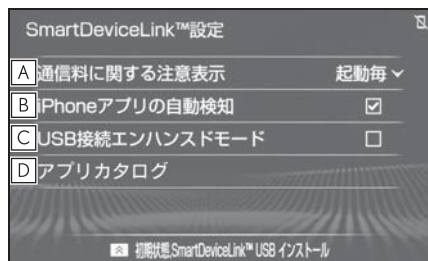 SmartDeviceLink™設定
A 通信料に関する注意表示 起動毎
B iPhoneアプリの自動検知
C USB接続エンハンスドモード
D アプリカタログ
初期状態,SmartDeviceLink™ USB インストール